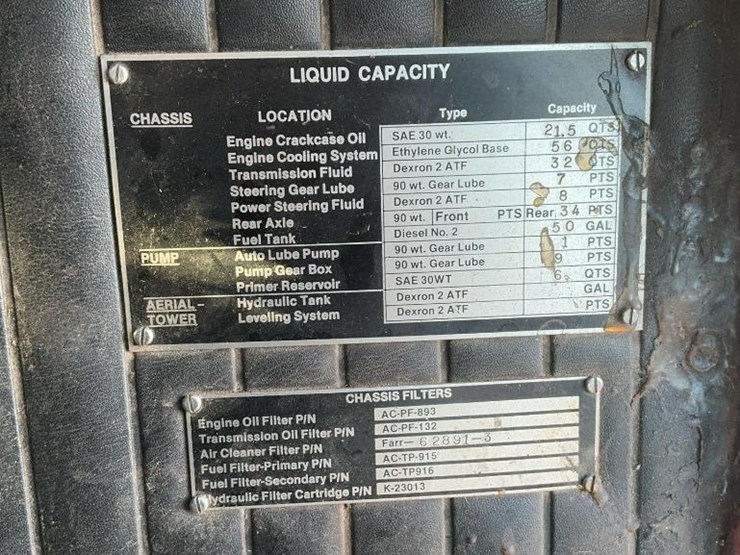 LIQUID CAPACITY
CHASSIS LOCATION Type Capacity
Engine Crackcase Oil SAE 30 wt. 21.5 QTS
Engine Cooling System Ethylene Glycol Base 56 QTS
Transmission Fluid Dexron 2 ATF 32 QTS
Steering Gear Lube 90 wt. Gear Lube 7 PTS
Power Steering Fluid Dexron 2 ATF 8 PTS
Rear Axle 90 wt. Front PTS Rear 34 PTS
Fuel Tank Diesel No. 2 50 GAL
PUMP Auto Lube Pump 90 wt. Gear Lube 1 PTS
Pump Gear Box 90 wt. Gear Lube 9 PTS
Primer Reservoir SAE 30WT 6 QTS
AERIAL- Hydraulic Tank Dexron 2 ATF GAL
TOWER Leveling System Dexron 2 ATF PTS
CHASSIS FILTERS
Engine Oil Filter P/N AC-PF-893
Transmission Oil Filter P/N AC-PF-132
Air Cleaner Filter P/N Farr-62891-3
Fuel Filter-Primary P/N AC-TP-915
Fuel Filter-Secondary P/N AC-TP916
Hydraulic Filter Cartridge P/N K-23013